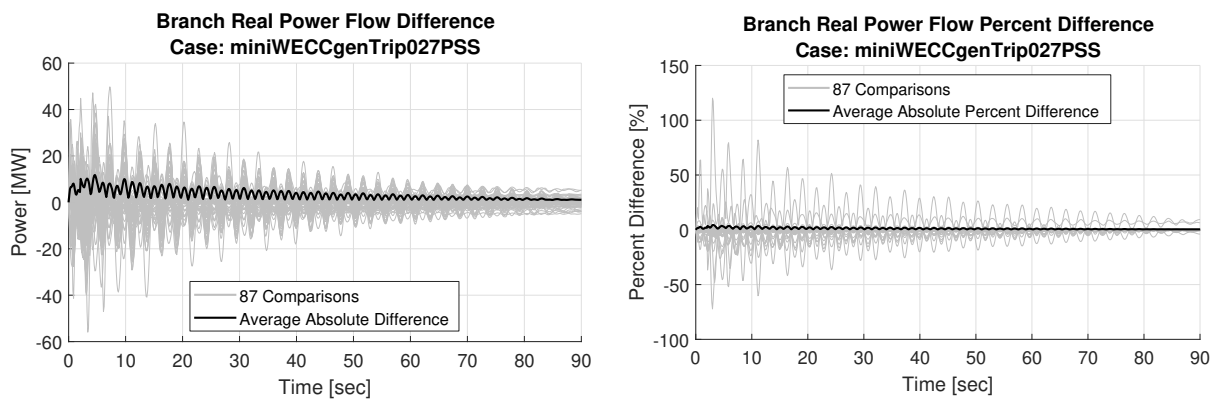 Branch Real Power Flow Difference
Case: miniWECCgenTrip027PSS
60
40
20
0
-20
-40
-60
Power [MW]
87 Comparisons
Average Absolute Difference
0 10 20 30 40 50 60 70 80 90
Time [sec]
Branch Real Power Flow Percent Difference
Case: miniWECCgenTrip027PSS
150
100
50
0
-50
-100
Percent Difference [%]
87 Comparisons
Average Absolute Percent Difference
0 10 20 30 40 50 60 70 80 90
Time [sec]